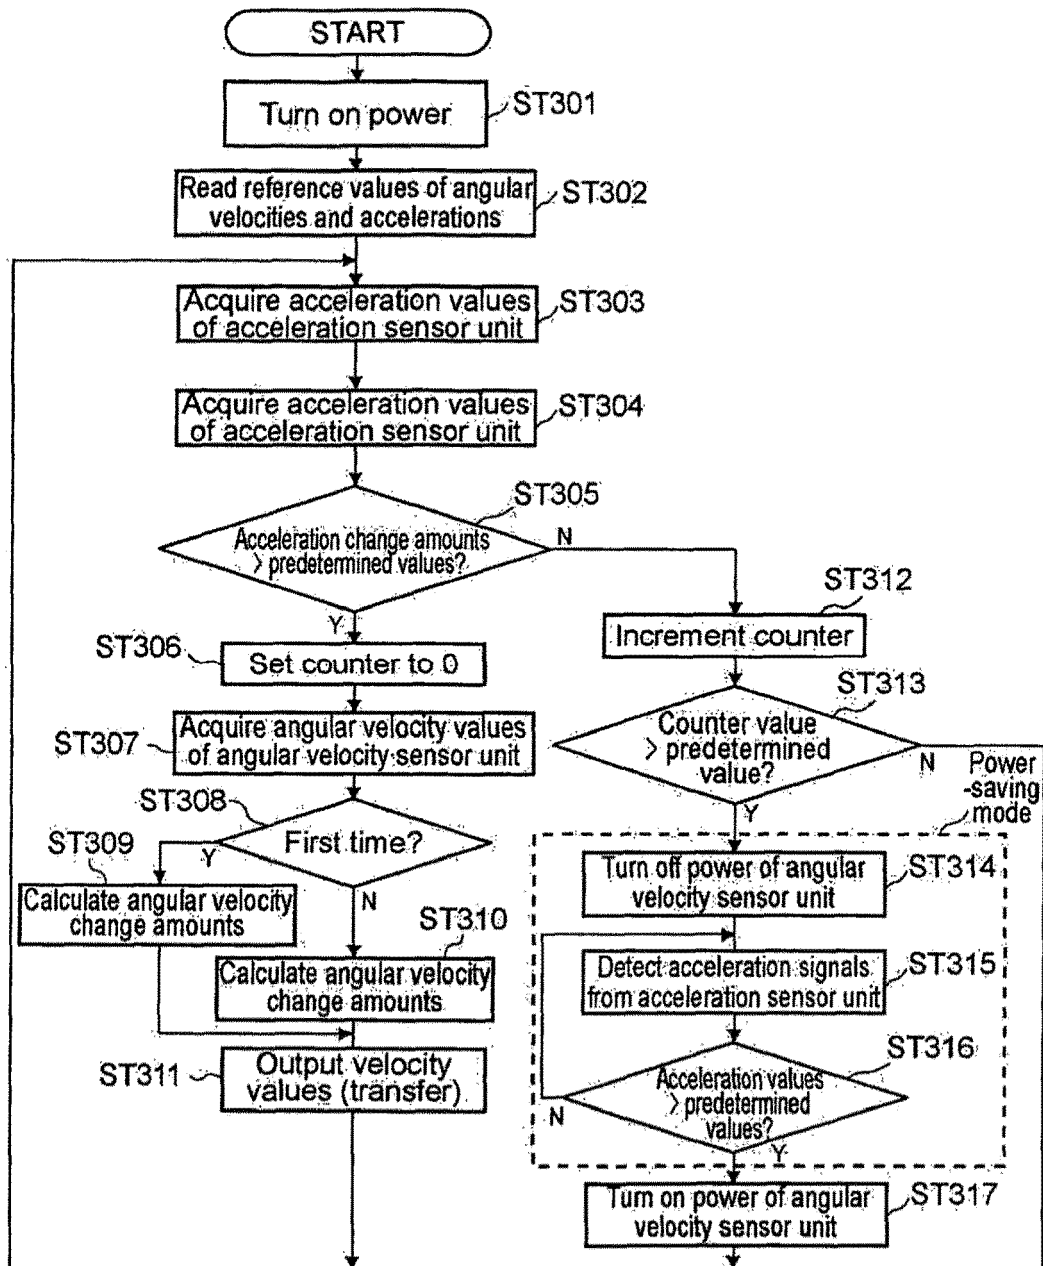 START
Turn on power
ST301
Read reference values of angular
velocities and accelerations
ST302
Acquire acceleration values
of acceleration sensor unit
ST303
Acquire acceleration values
of acceleration sensor unit
ST304
ST305
Acceleration change amounts
> predetermined values?
N
Y
ST306
Set counter to 0
ST307
Acquire angular velocity values
of angular velocity sensor unit
ST308
First time?
Y
N
ST309
Calculate angular velocity
change amounts
ST310
Calculate angular velocity
change amounts
ST311
Output velocity
values (transfer)
ST312
Increment counter
ST313
Counter value
> predetermined
value?
N
Y
Power
-saving
mode
Turn off power of angular
velocity sensor unit
ST314
Detect acceleration signals
from acceleration sensor unit
ST315
ST316
Acceleration values
> predetermined
values?
N
Y
Turn on power of angular
velocity sensor unit
ST317